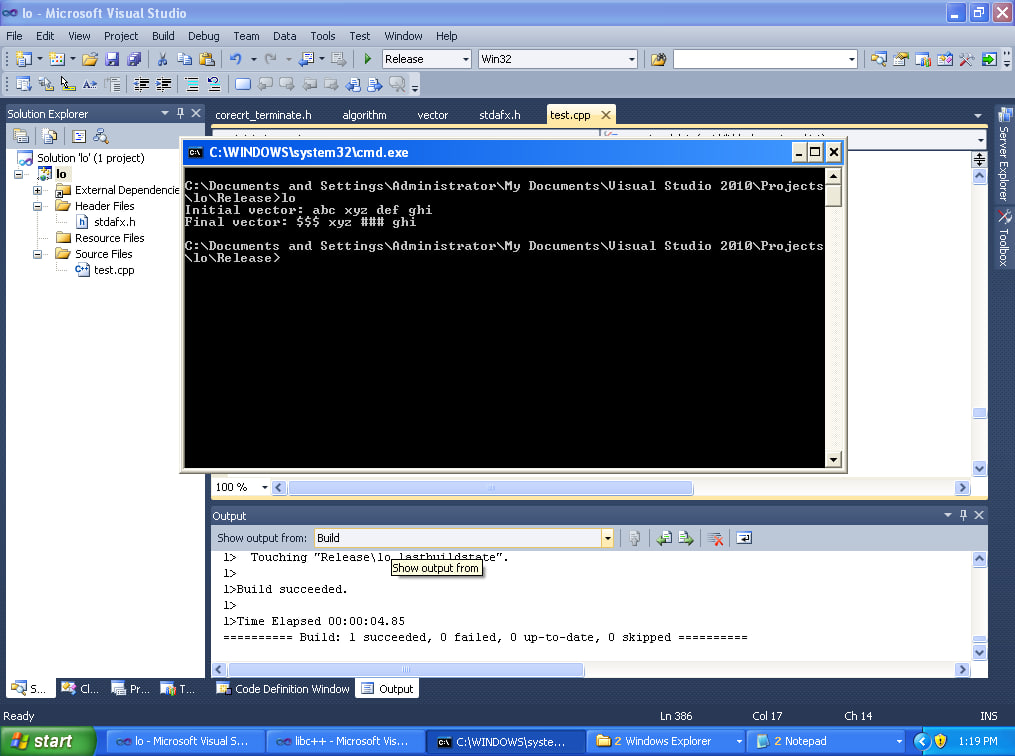 lo - Microsoft Visual Studio
File Edit View Project Build Debug Team Data Tools Test Window Help
Release Win32
Solution Explorer
corecrt_terminate.h algorithm vector stdafx.h test.cpp
Solution 'lo' (1 project)
lo
External Dependencie
Header Files
stdafx.h
Resource Files
Source Files
test.cpp
C:\WINDOWS\system32\cmd.exe
C:\Documents and Settings\Administrator\My Documents\Visual Studio 2010\Projects
\lo\Release>lo
Initial vector: abc xyz def ghi
Final vector: $$$ xyz ### ghi
C:\Documents and Settings\Administrator\My Documents\Visual Studio 2010\Projects
\lo\Release>
Server Explorer
Toolbox
100 %
Output
Show output from: Build
1> Touching "Release\lo.lastbuildstate".
Show output from
1>
1>Build succeeded.
1>
1>Time Elapsed 00:00:04.85
========== Build: 1 succeeded, 0 failed, 0 up-to-date, 0 skipped ==========
S... Cl... Pr... T... Code Definition Window Output
Ready Ln 386 Col 17 Ch 14 INS
start lo - Microsoft Visual S... libc++ - Microsoft Vis... C:\WINDOWS\syste... 2 Windows Explorer 2 Notepad 1:19 PM